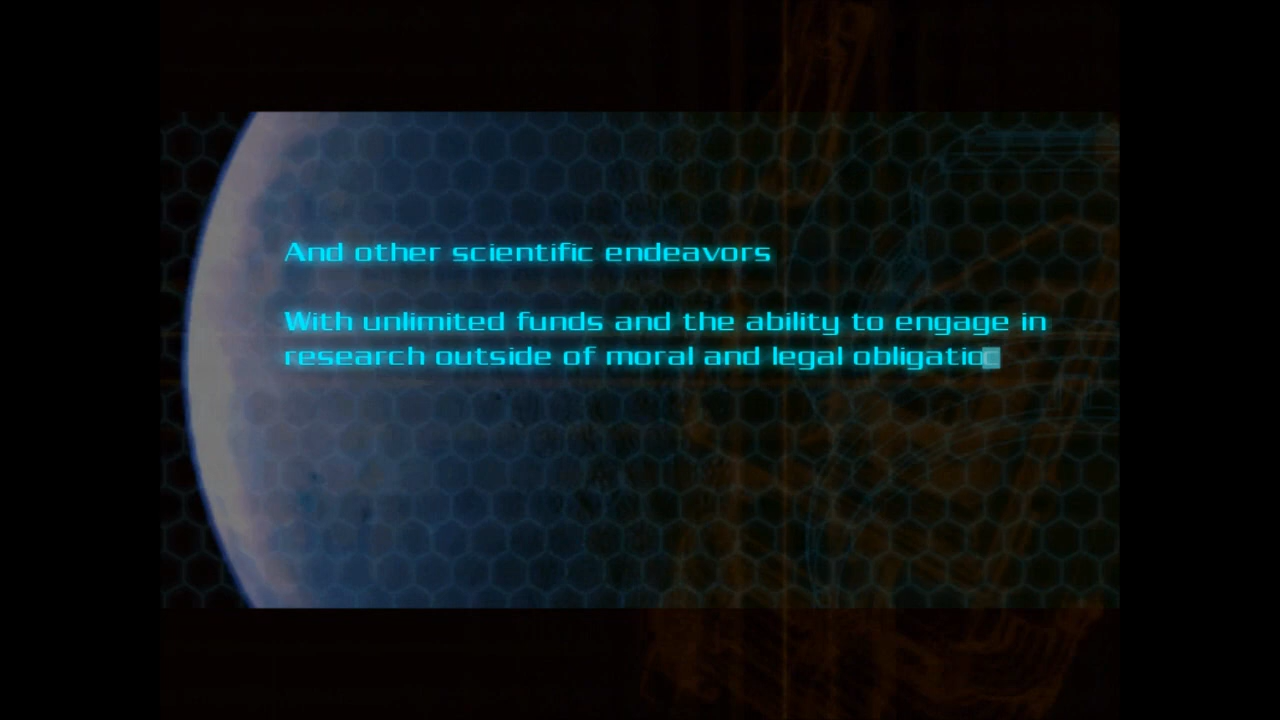 And other scientific endeavors
With unlimited funds and the ability to engage in
research outside of moral and legal obligatio